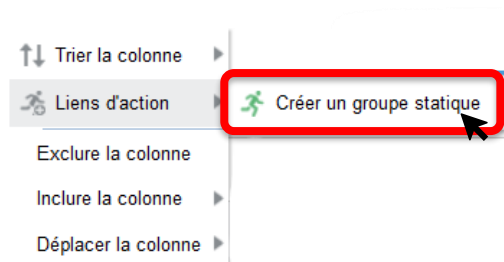 Trier la colonne
Liens d'action
Créer un groupe statique
Exclure la colonne
Inclure la colonne
Déplacer la colonne